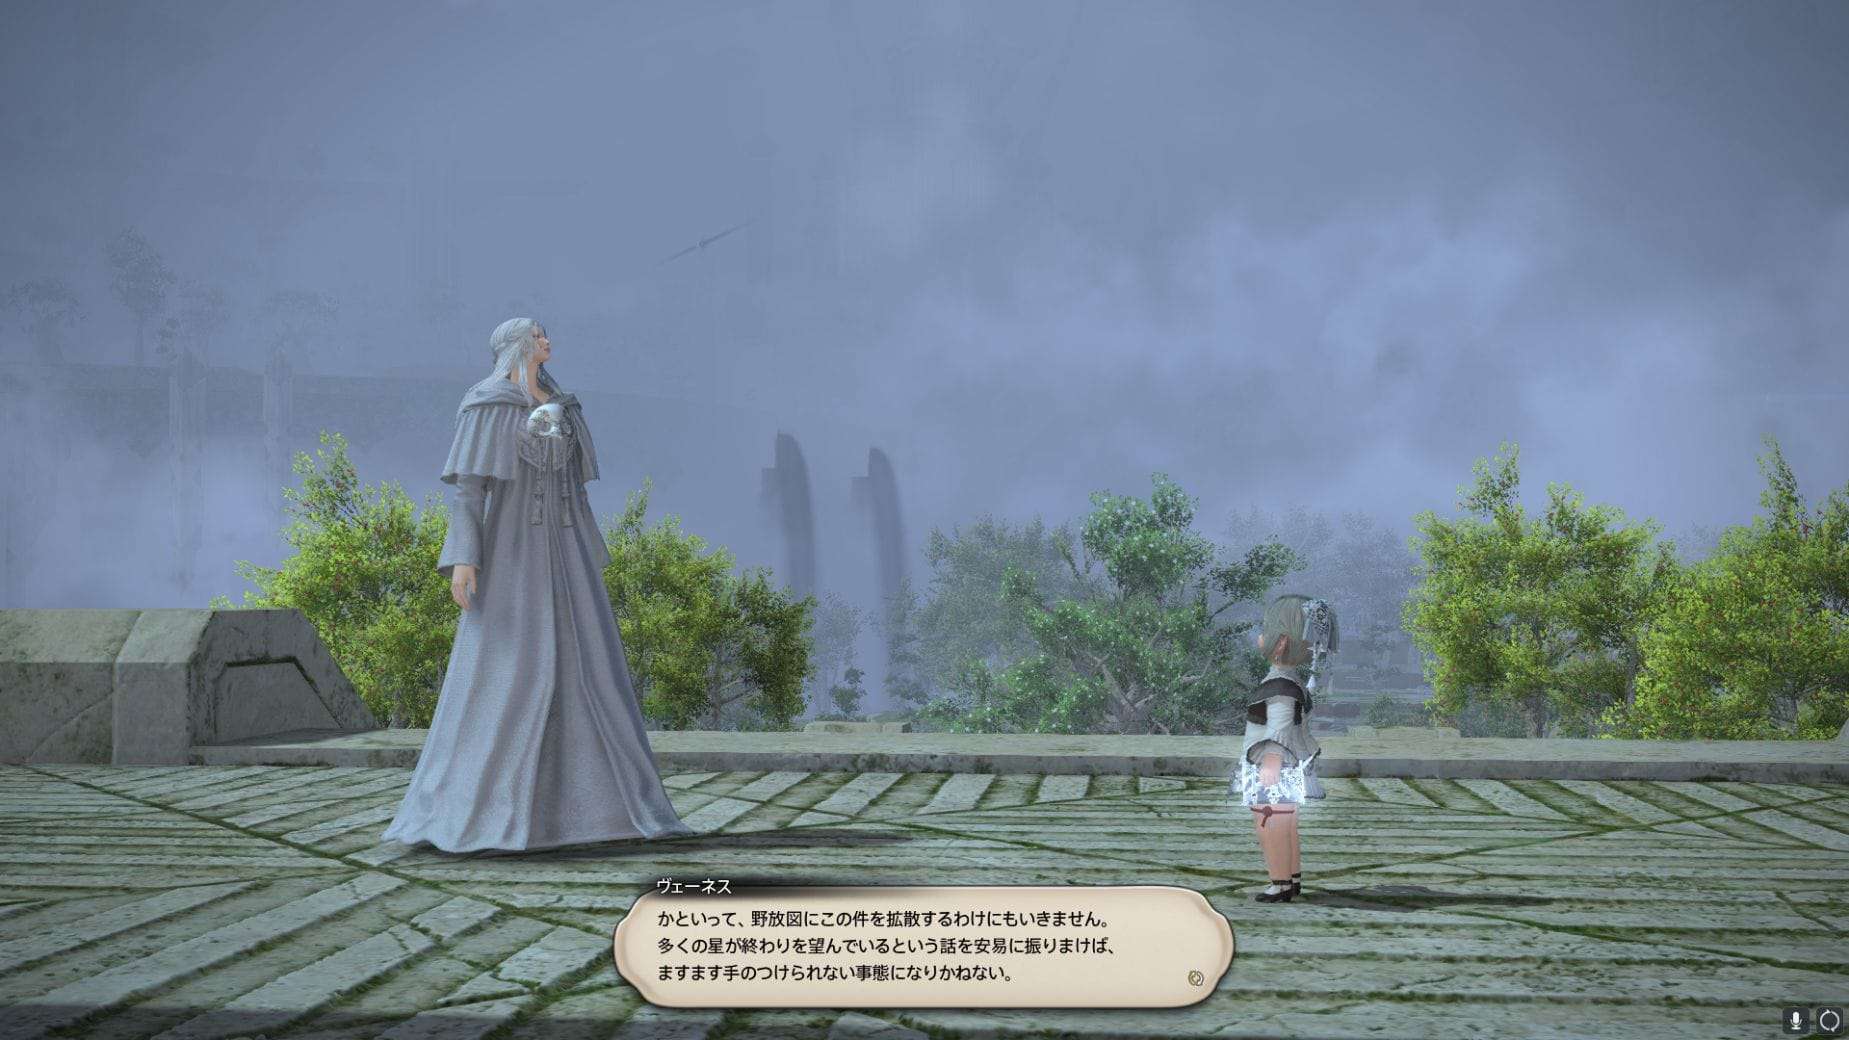 ヴェーネス
かといって、野放図にこの件を拡散するわけにもいきません。
多くの星が終わりを望んでいるという話を安易に振りまけば、
ますます手のつけられない事態になりかねない。